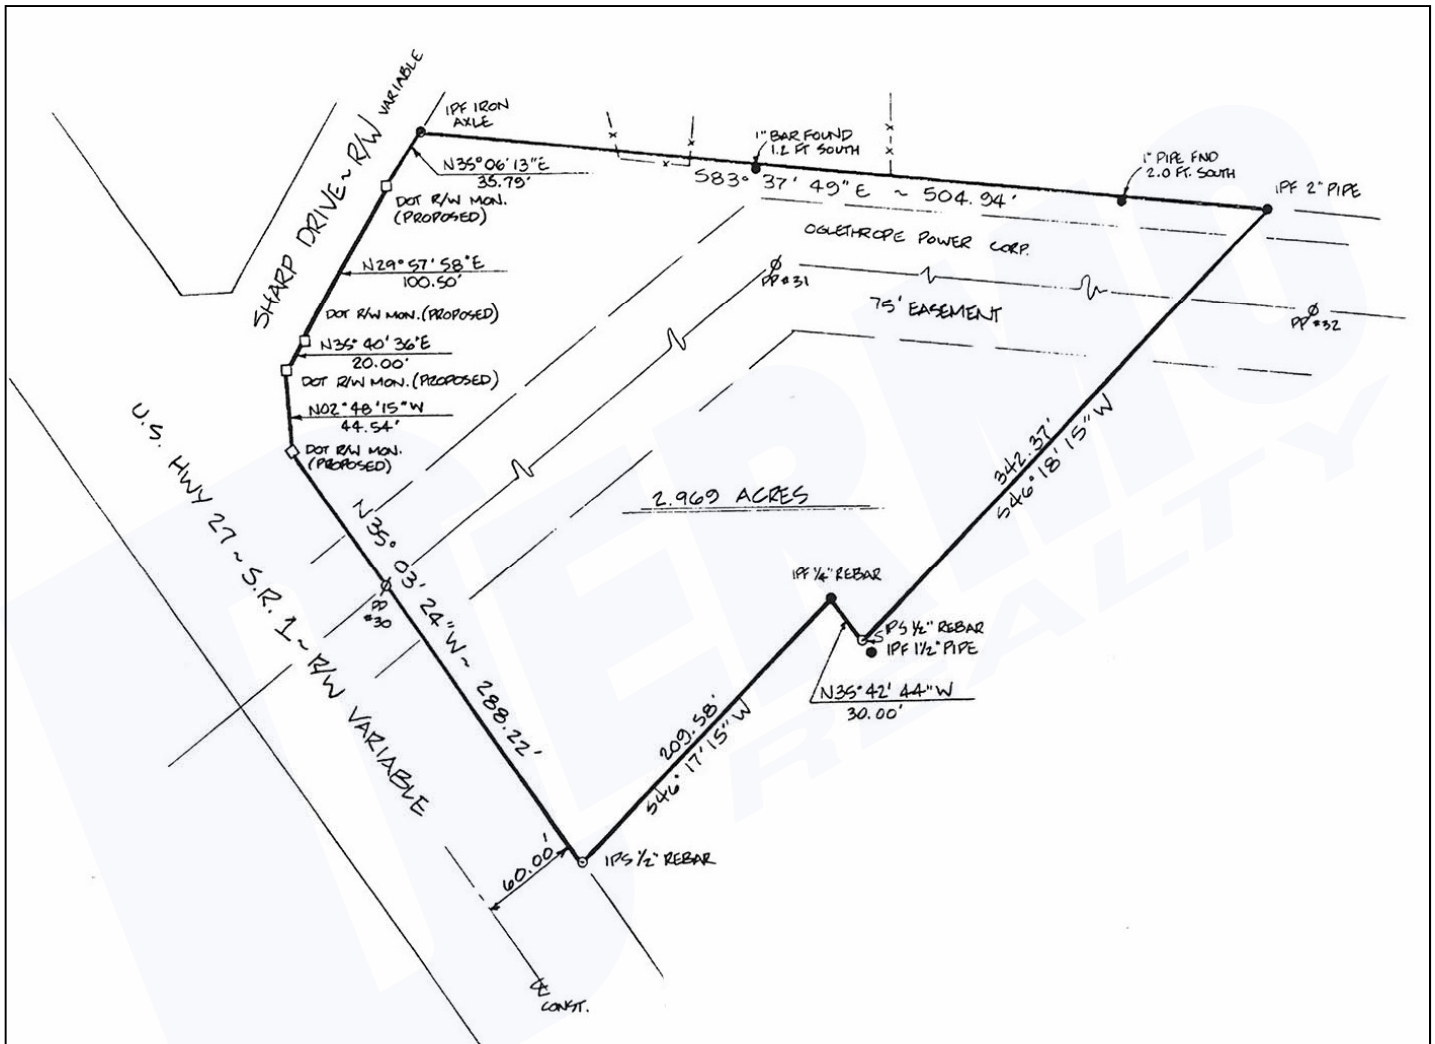 SHARP DRIVE ~ R/W VARIABLE
IPF IRON
AXLE
N35°06'13"E
35.79'
DOT R/W MON.
(PROPOSED)
1" BAR FOUND
1.2 FT SOUTH
S83° 37' 49" E ~ 504.94'
1" PIPE FND
2.0 FT. SOUTH
IPF 2" PIPE
OGLETHROPE POWER CORP.
N29°57'58"E
100.50'
PP#31
75' EASEMENT
PP#32
DOT R/W MON. (PROPOSED)
N35°40'36"E
20.00'
DOT R/W MON. (PROPOSED)
N02°48'15"W
44.54'
DOT R/W MON.
(PROPOSED)
U.S. HWY 27 ~ S.R. 1 ~ R/W VARIABLE
N35° 03' 24"W ~ 288.22'
PP
#30
2.969 ACRES
342.37'
S46° 18' 15" W
IPF 1/4" REBAR
IPS 1/2" REBAR
IPF 1 1/2" PIPE
N35°42'44"W
30.00'
209.58'
S46° 17' 15" W
60.00'
IPS 1/2" REBAR
℄ CONST.
REALTY